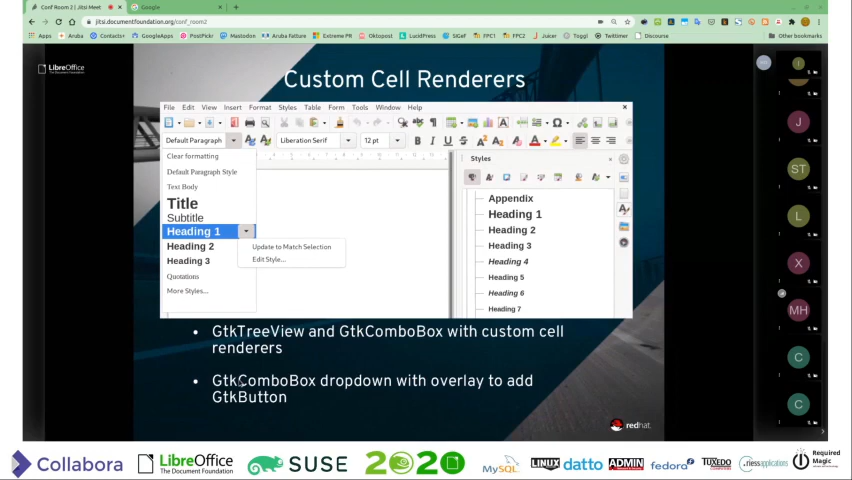 Conf Room 2 | Jitsi Meet
Google
jitsi.documentfoundation.org/conf_room2
Apps Aruba Contacts+ GoogleApps PostPickr Mastodon Aruba Fatture Extreme PR Oktopost LucidPress SIGeF FPC1 FPC2 Juicer Toggl Twittimer Discourse Other bookmarks
LibreOffice
The Document Foundation
Custom Cell Renderers
File Edit View Insert Format Styles Table Form Tools Window Help
Default Paragraph Liberation Serif 12 pt B I U S A A
Clear formatting
Default Paragraph Style
Text Body
Title
Subtitle
Heading 1
Heading 2
Heading 3
Quotations
More Styles...
Update to Match Selection
Edit Style...
Styles
Appendix
Heading 1
Heading 2
Heading 3
Heading 4
Heading 5
Heading 6
Heading 7
• GtkTreeView and GtkComboBox with custom cell
renderers
• GtkComboBox dropdown with overlay to add
GtkButton
redhat.
J
ST
L
X
MH
C
C
Collabora
LibreOffice
The Document Foundation
SUSE
2020
MySQL
LINUX
datto
ADMIN
fedora
TUXEDO
riessapplications
Required
Magic